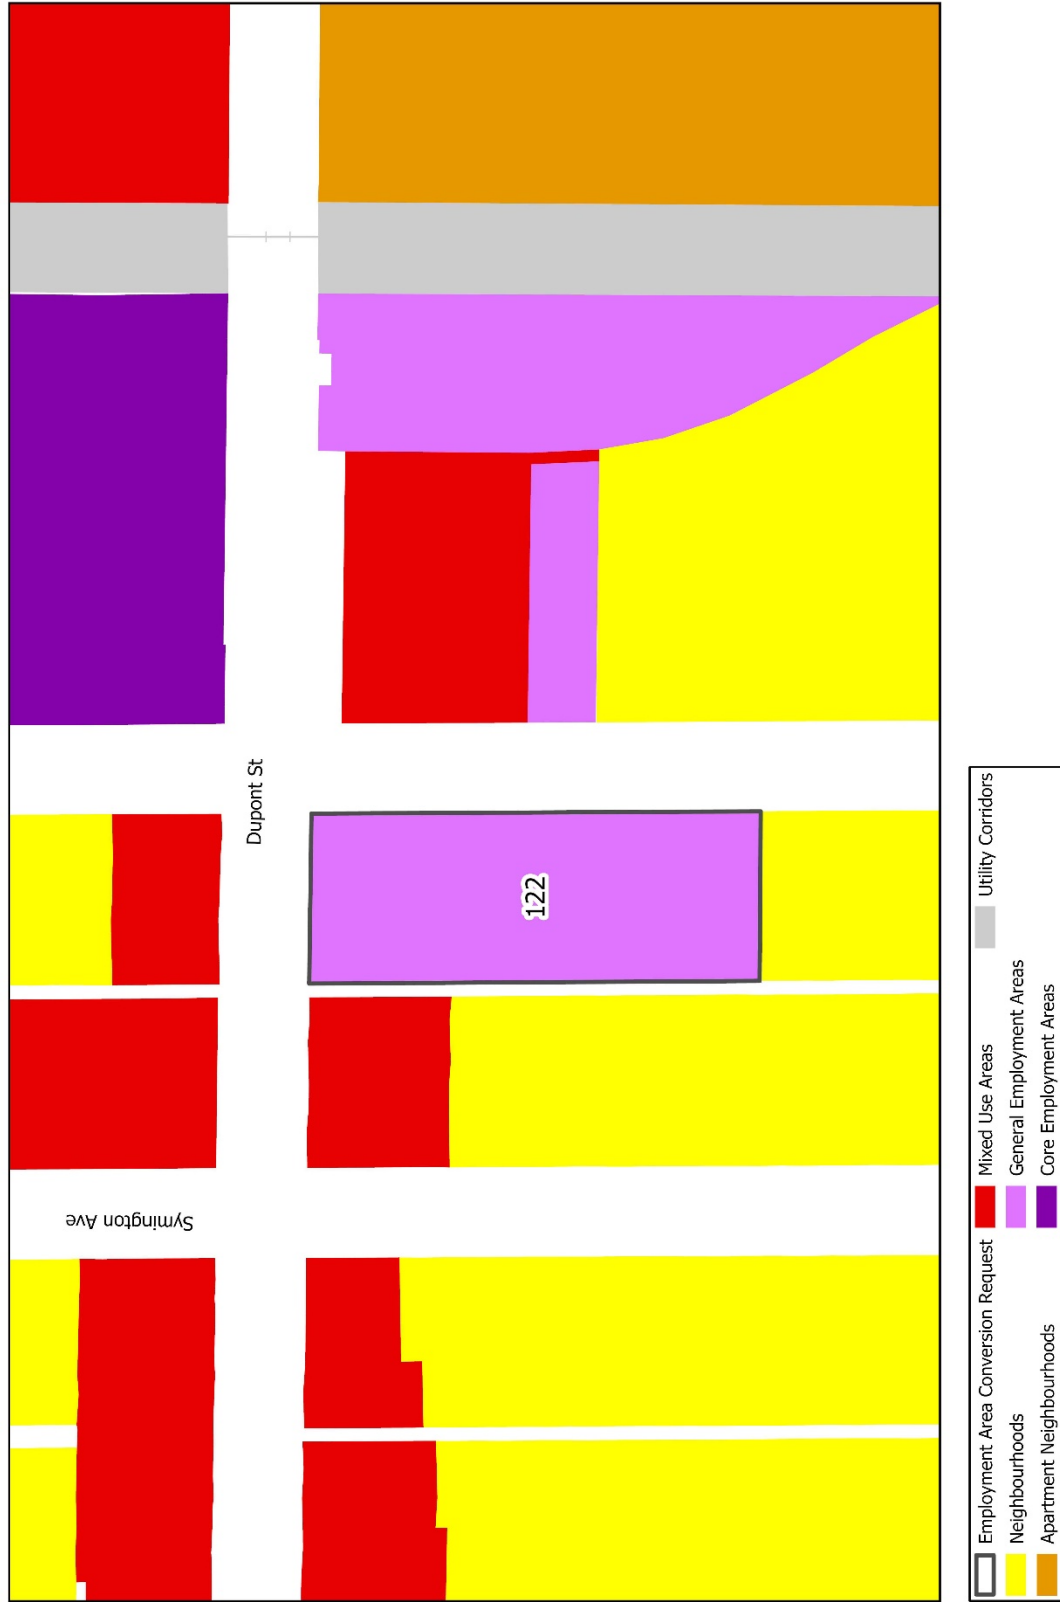 Dupont St
122
Symington Ave
Employment Area Conversion Request
Mixed Use Areas
Utility Corridors
Neighbourhoods
General Employment Areas
Apartment Neighbourhoods
Core Employment Areas